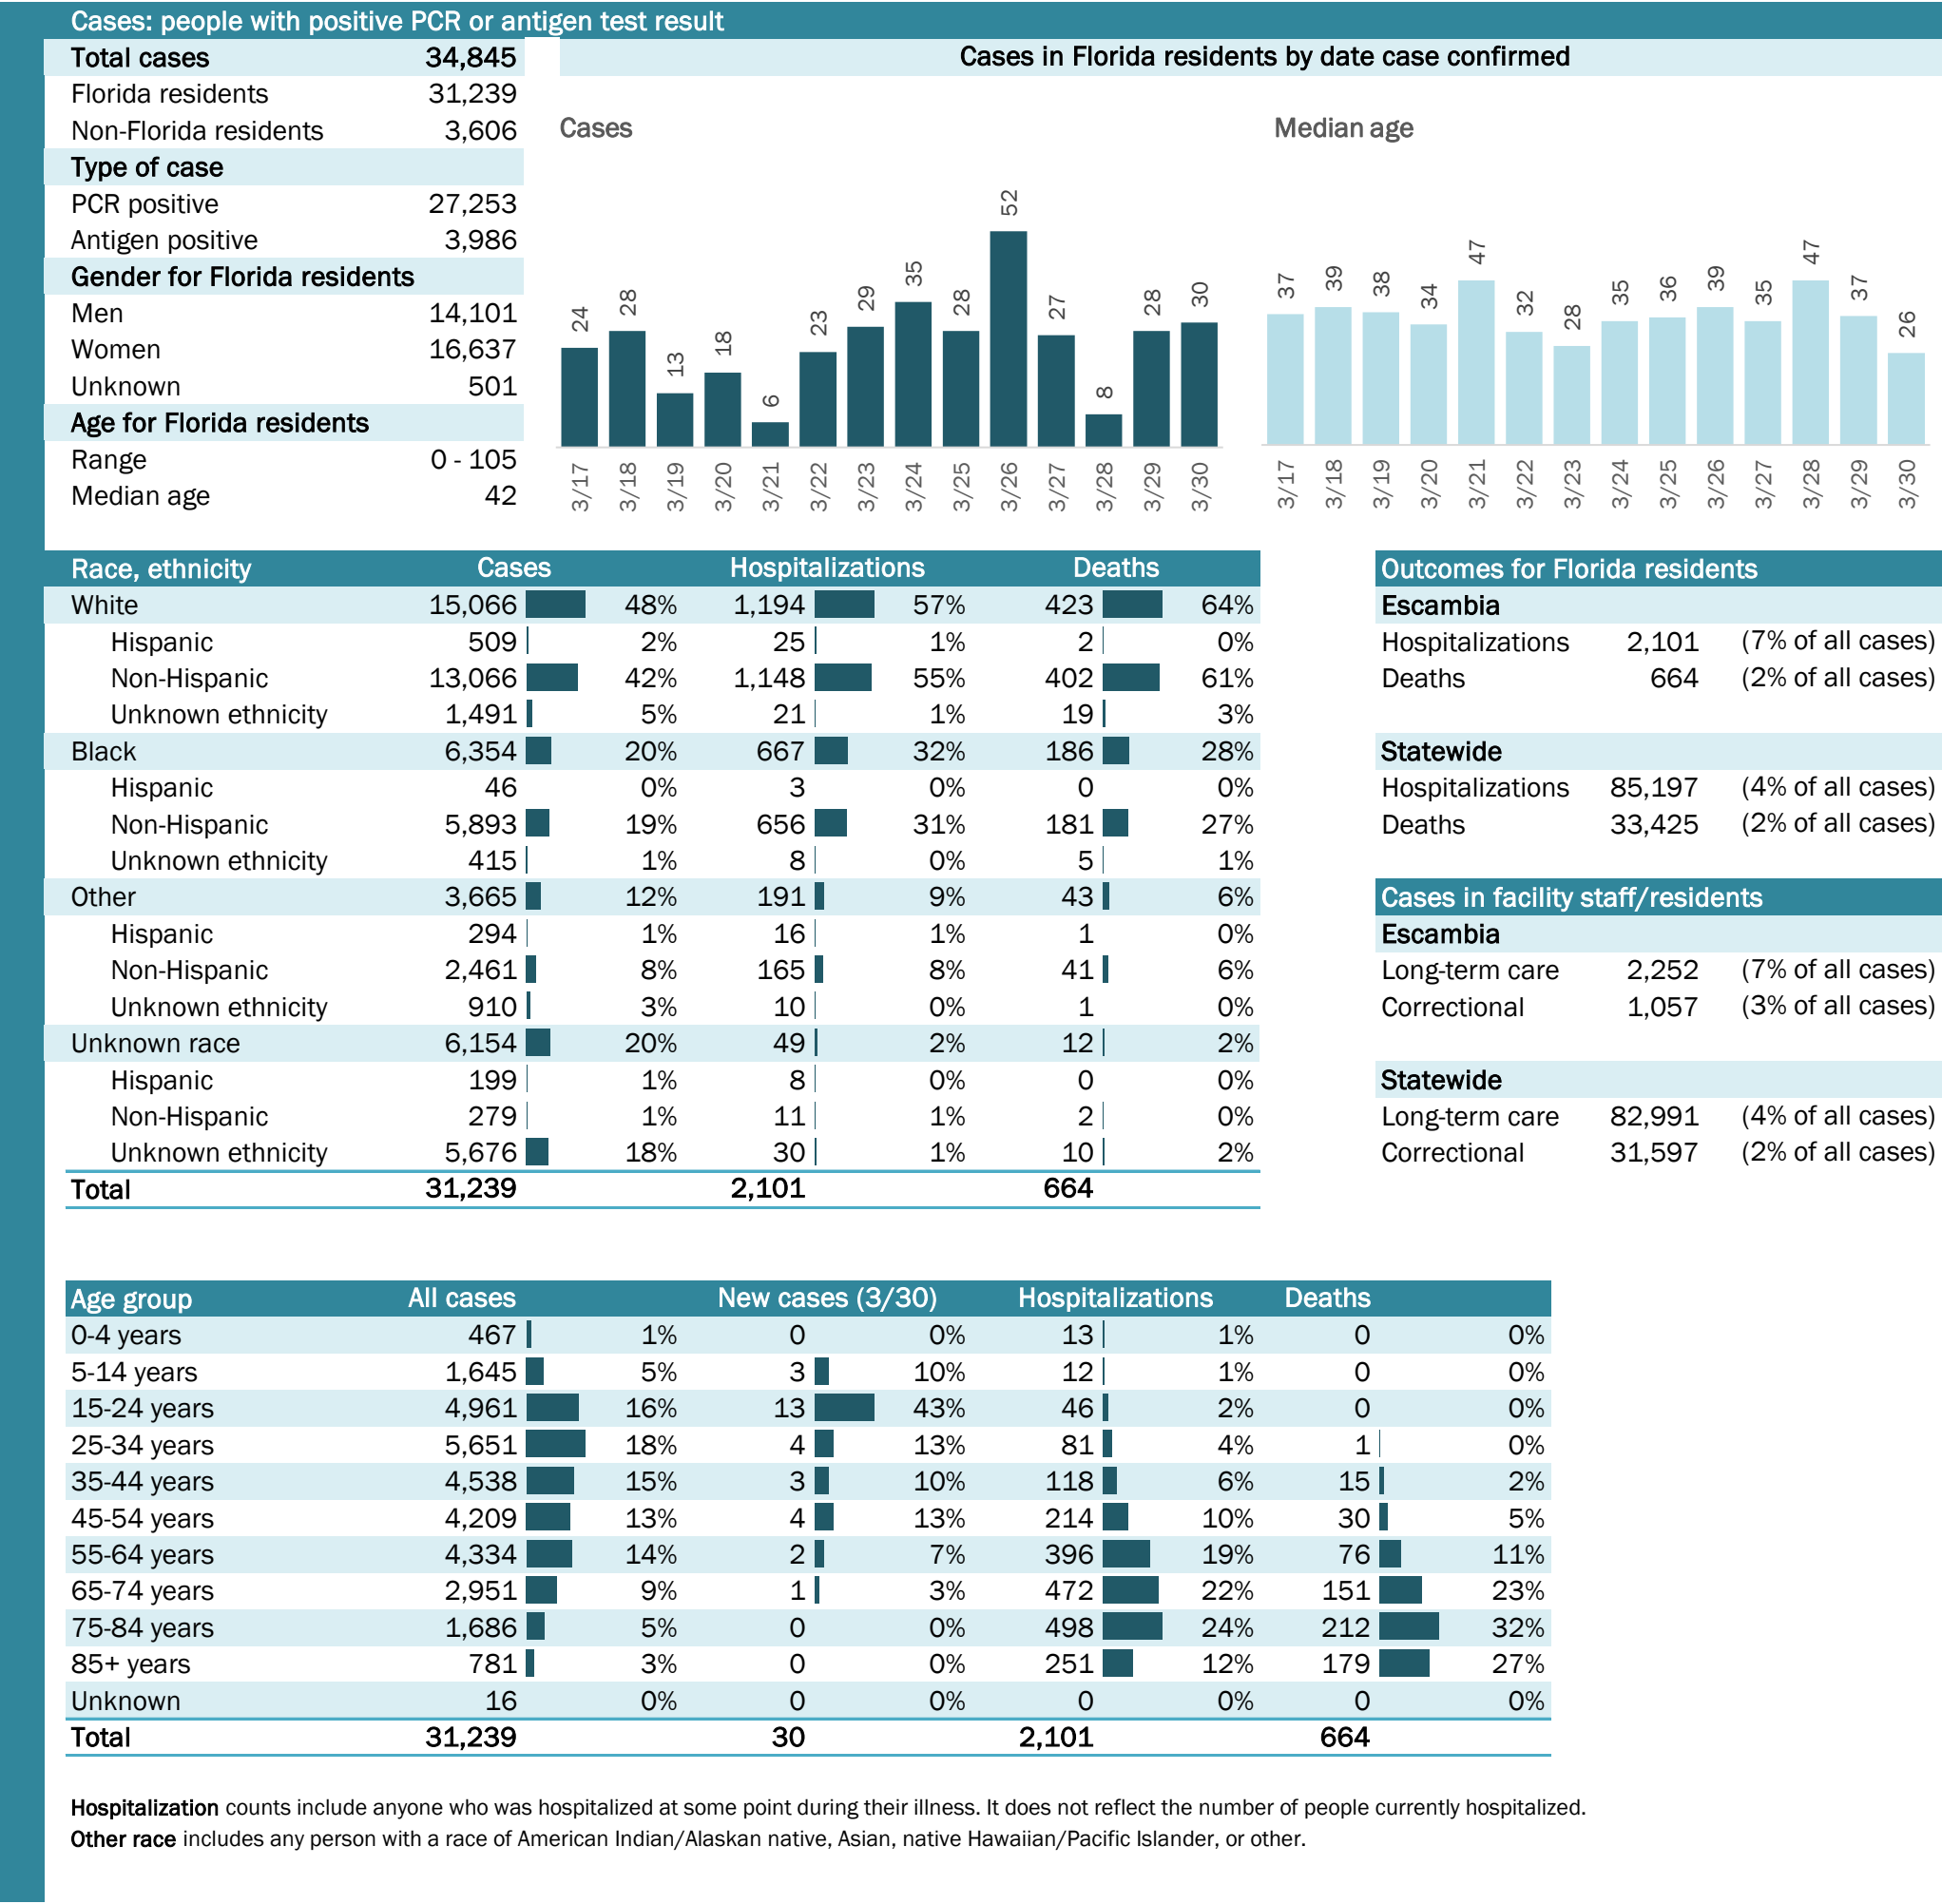 Cases: people with positive PCR or antigen test result
Total cases 34,845
Florida residents 31,239
Non-Florida residents 3,606
Type of case
PCR positive 27,253
Antigen positive 3,986
Gender for Florida residents
Men 14,101
Women 16,637
Unknown 501
Age for Florida residents
Range 0 - 105
Median age 42
Cases in Florida residents by date case confirmed
Cases
24 28 13 18 6 23 29 35 28 52 27 8 28 30
3/17 3/18 3/19 3/20 3/21 3/22 3/23 3/24 3/25 3/26 3/27 3/28 3/29 3/30
Median age
37 39 38 34 47 32 28 35 36 39 35 47 37 26
3/17 3/18 3/19 3/20 3/21 3/22 3/23 3/24 3/25 3/26 3/27 3/28 3/29 3/30
Race, ethnicity Cases Hospitalizations Deaths
White 15,066 48% 1,194 57% 423 64%
Hispanic 509 2% 25 1% 2 0%
Non-Hispanic 13,066 42% 1,148 55% 402 61%
Unknown ethnicity 1,491 5% 21 1% 19 3%
Black 6,354 20% 667 32% 186 28%
Hispanic 46 0% 3 0% 0 0%
Non-Hispanic 5,893 19% 656 31% 181 27%
Unknown ethnicity 415 1% 8 0% 5 1%
Other 3,665 12% 191 9% 43 6%
Hispanic 294 1% 16 1% 1 0%
Non-Hispanic 2,461 8% 165 8% 41 6%
Unknown ethnicity 910 3% 10 0% 1 0%
Unknown race 6,154 20% 49 2% 12 2%
Hispanic 199 1% 8 0% 0 0%
Non-Hispanic 279 1% 11 1% 2 0%
Unknown ethnicity 5,676 18% 30 1% 10 2%
Total 31,239 2,101 664
Outcomes for Florida residents
Escambia
Hospitalizations 2,101 (7% of all cases)
Deaths 664 (2% of all cases)
Statewide
Hospitalizations 85,197 (4% of all cases)
Deaths 33,425 (2% of all cases)
Cases in facility staff/residents
Escambia
Long-term care 2,252 (7% of all cases)
Correctional 1,057 (3% of all cases)
Statewide
Long-term care 82,991 (4% of all cases)
Correctional 31,597 (2% of all cases)
Age group All cases New cases (3/30) Hospitalizations Deaths
0-4 years 467 1% 0 0% 13 1% 0 0%
5-14 years 1,645 5% 3 10% 12 1% 0 0%
15-24 years 4,961 16% 13 43% 46 2% 0 0%
25-34 years 5,651 18% 4 13% 81 4% 1 0%
35-44 years 4,538 15% 3 10% 118 6% 15 2%
45-54 years 4,209 13% 4 13% 214 10% 30 5%
55-64 years 4,334 14% 2 7% 396 19% 76 11%
65-74 years 2,951 9% 1 3% 472 22% 151 23%
75-84 years 1,686 5% 0 0% 498 24% 212 32%
85+ years 781 3% 0 0% 251 12% 179 27%
Unknown 16 0% 0 0% 0 0% 0 0%
Total 31,239 30 2,101 664
Hospitalization counts include anyone who was hospitalized at some point during their illness. It does not reflect the number of people currently hospitalized.
Other race includes any person with a race of American Indian/Alaskan native, Asian, native Hawaiian/Pacific Islander, or other.